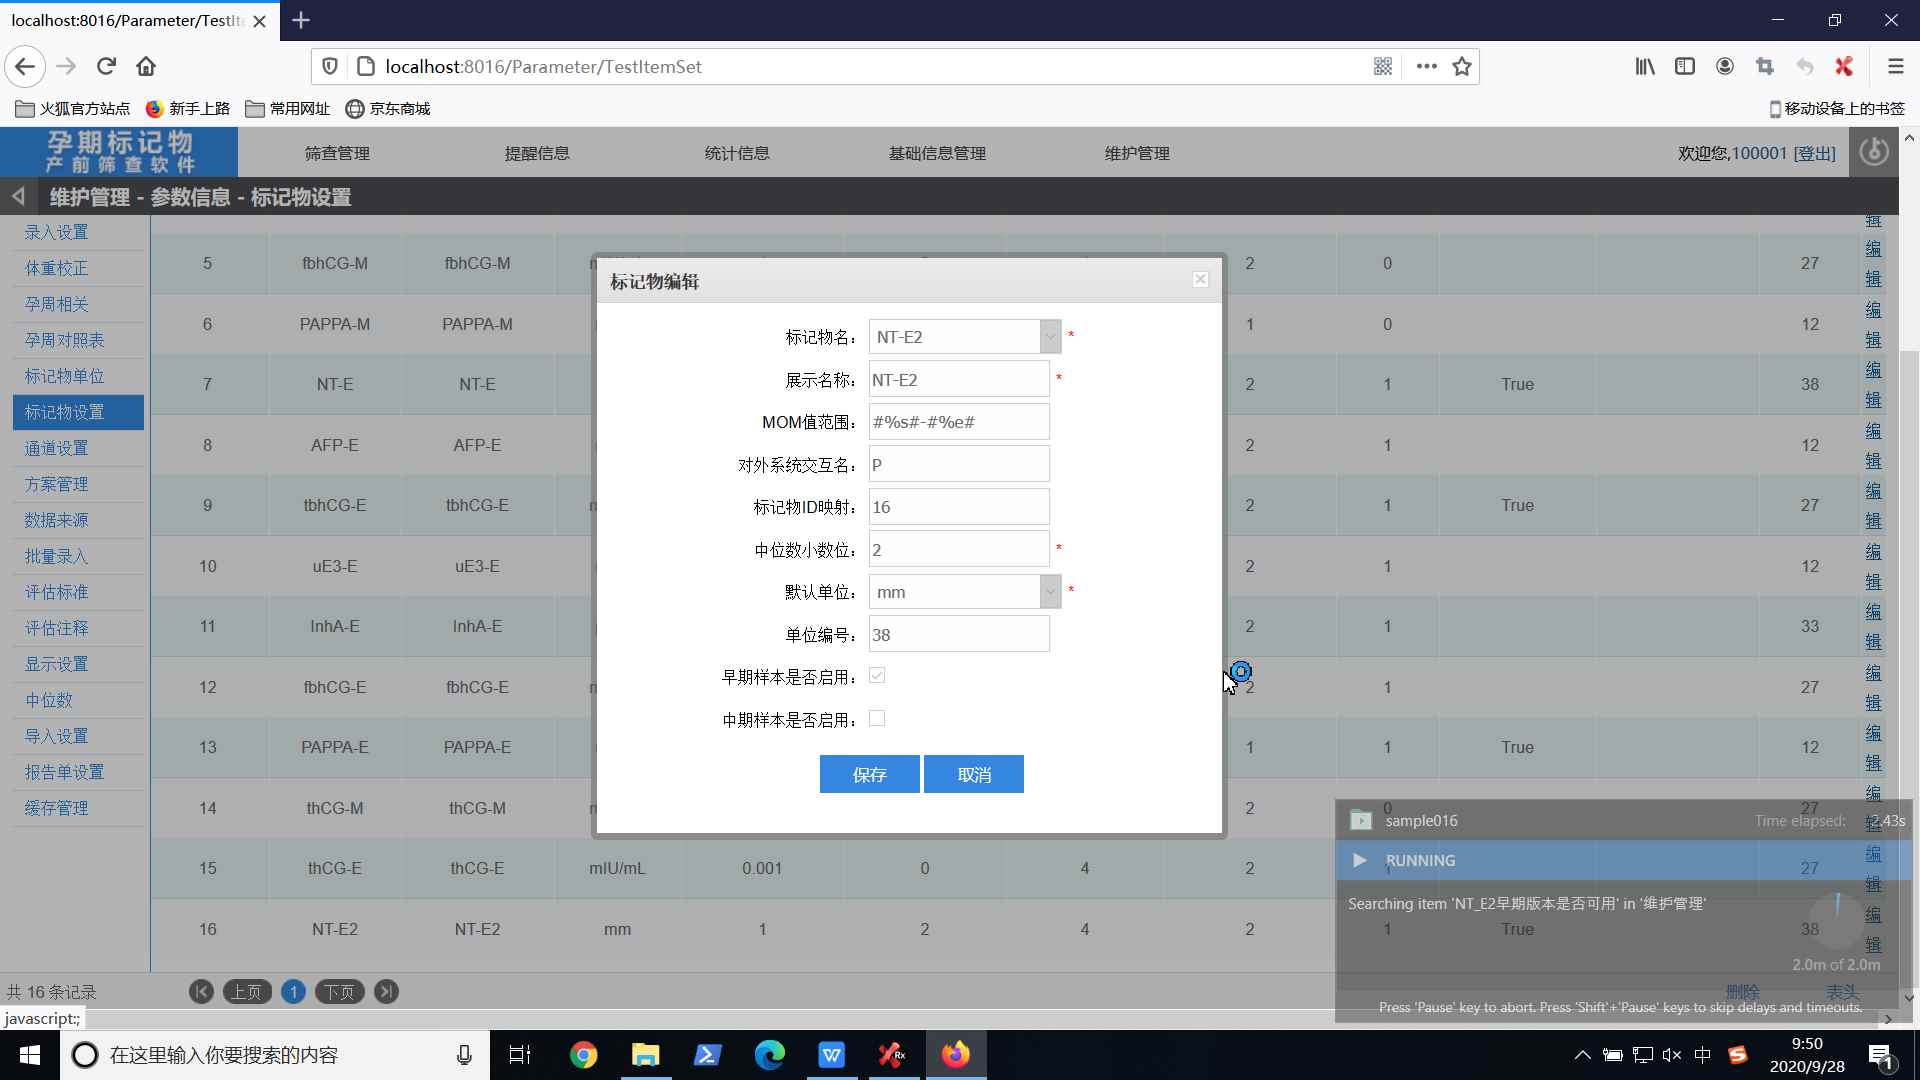 localhost:8016/Parameter/TestIt
localhost:8016/Parameter/TestItemSet
火狐官方站点
新手上路
常用网址
京东商城
移动设备上的书签
孕期标记物
产前筛查软件
筛查管理
提醒信息
统计信息
基础信息管理
维护管理
欢迎您,100001 [登出]
维护管理 - 参数信息 - 标记物设置
录入设置
体重校正
孕周相关
孕周对照表
标记物单位
标记物设置
通道设置
方案管理
数据来源
批量录入
评估标准
评估注释
显示设置
中位数
导入设置
报告单设置
缓存管理
辑
5 fbhCG-M fbhCG-M 2 0 27 编辑
6 PAPPA-M PAPPA-M 1 0 12 编辑
7 NT-E NT-E 2 1 True 38 编辑
8 AFP-E AFP-E 2 1 12 编辑
9 tbhCG-E tbhCG-E 2 1 True 27 编辑
10 uE3-E uE3-E 2 1 12 编辑
11 InhA-E InhA-E 2 1 33 编辑
12 fbhCG-E fbhCG-E 2 1 27 编辑
13 PAPPA-E PAPPA-E 1 1 True 12 编辑
14 thCG-M thCG-M 2 0 27 编辑
15 thCG-E thCG-E mIU/mL 0.001 0 4 2 1 27 编辑
16 NT-E2 NT-E2 mm 1 2 4 2 1 True 38 编辑
标记物编辑
标记物名: NT-E2 *
展示名称: NT-E2 *
MOM值范围: #%s#-#%e#
对外系统交互名: P
标记物ID映射: 16
中位数小数位: 2 *
默认单位: mm *
单位编号: 38
早期样本是否启用:
中期样本是否启用:
保存
取消
sample016
Time elapsed: 2.43s
RUNNING
Searching item 'NT_E2早期版本是否可用' in '维护管理'
2.0m of 2.0m
删除
表头
Press 'Pause' key to abort. Press 'Shift'+'Pause' keys to skip delays and timeouts.
共 16 条记录
上页
1
下页
javascript:;
在这里输入你要搜索的内容
中
9:50
2020/9/28
1